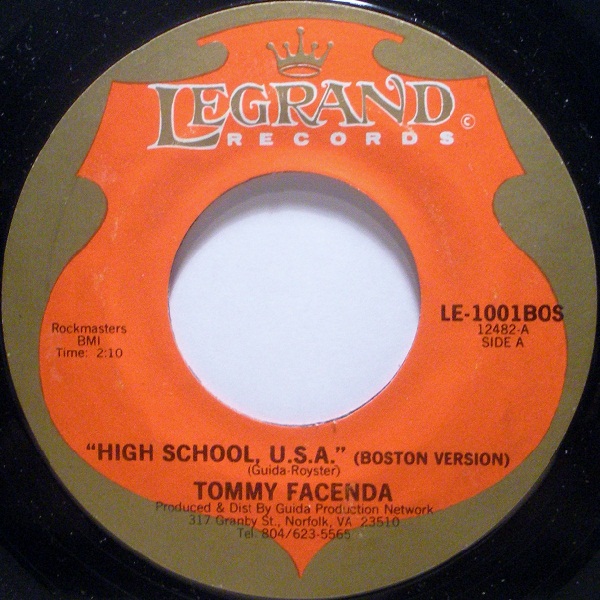 LEGRAND ©
RECORDS
LE-1001BOS
12482-A
SIDE A
Rockmasters
BMI
Time: 2:10
"HIGH SCHOOL, U.S.A." (BOSTON VERSION)
(Guida-Royster)
TOMMY FACENDA
Produced & Dist By Guida Production Network
317 Granby St., Norfolk, VA 23510
Tel. 804/623-5565